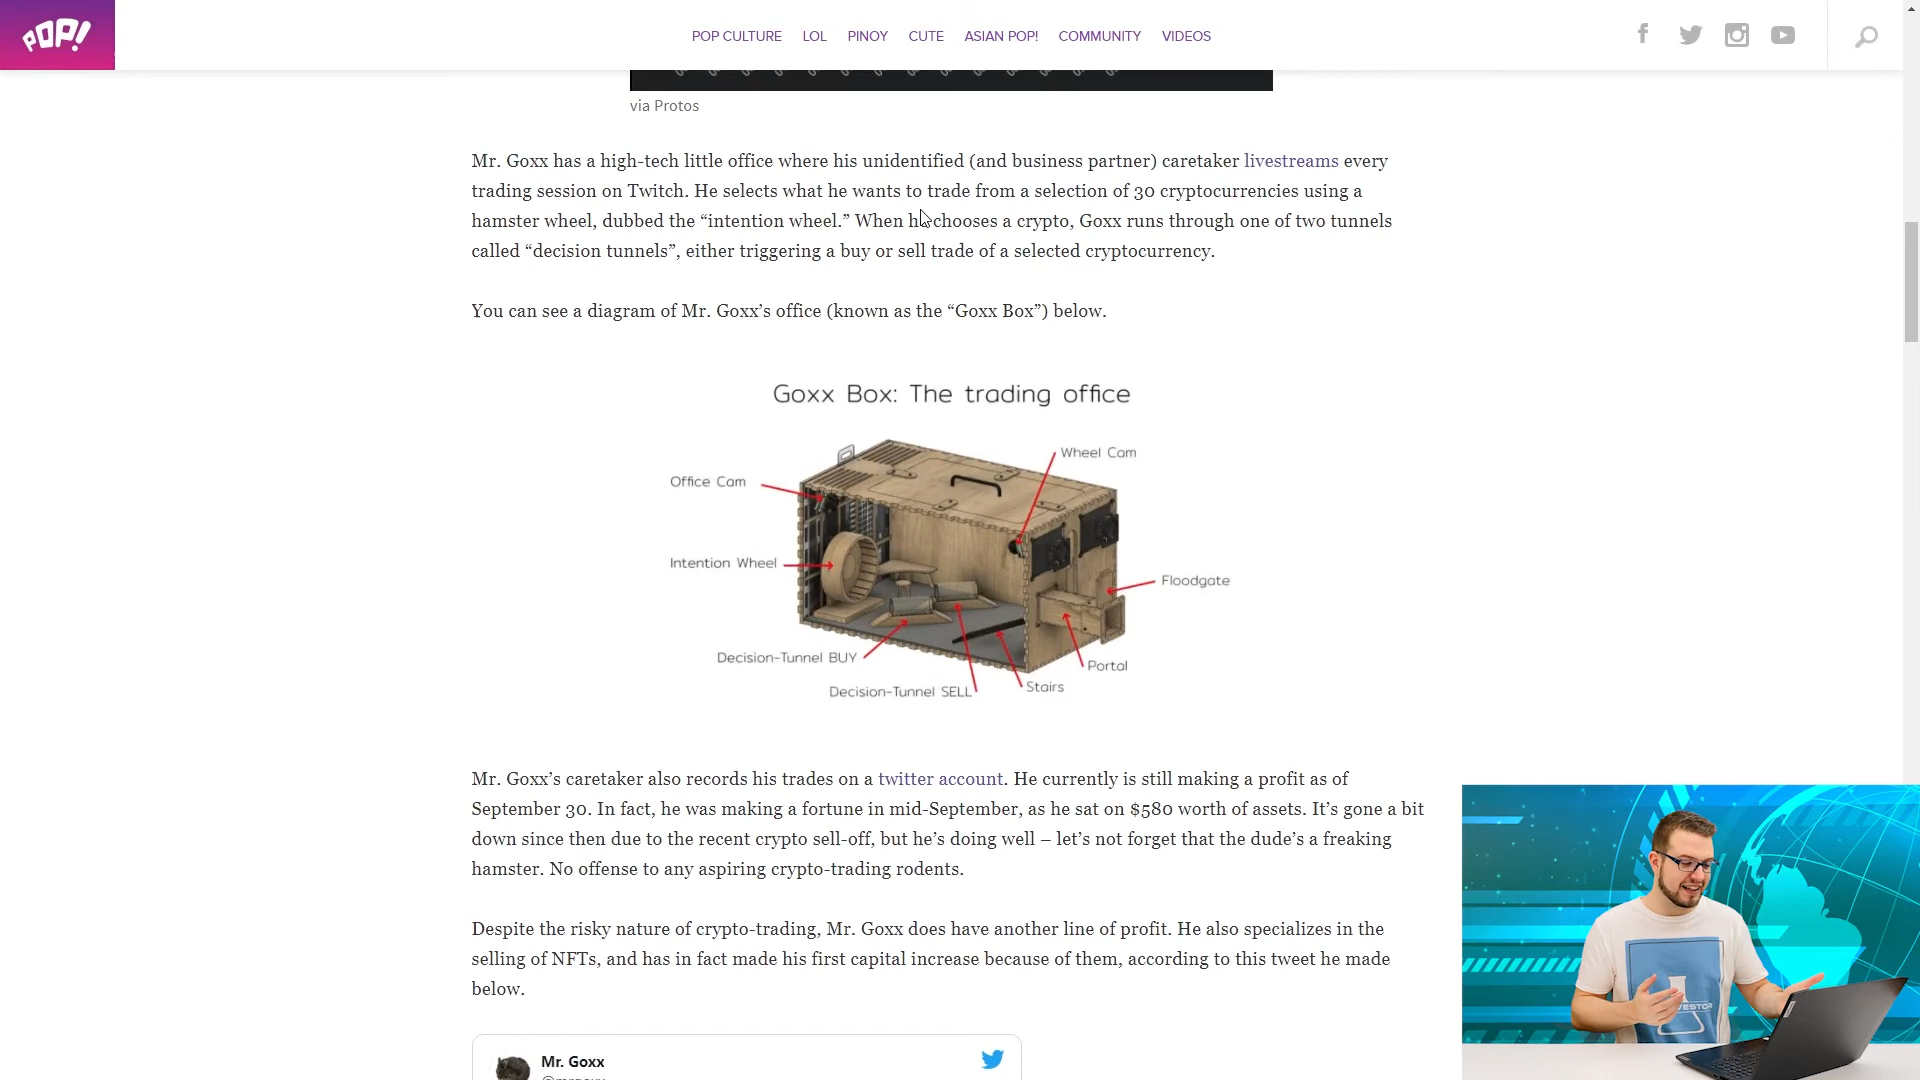 POP!
POP CULTURE LOL PINOY CUTE ASIAN POP! COMMUNITY VIDEOS
via Protos
Mr. Goxx has a high-tech little office where his unidentified (and business partner) caretaker livestreams every
trading session on Twitch. He selects what he wants to trade from a selection of 30 cryptocurrencies using a
hamster wheel, dubbed the “intention wheel.” When he chooses a crypto, Goxx runs through one of two tunnels
called “decision tunnels”, either triggering a buy or sell trade of a selected cryptocurrency.
You can see a diagram of Mr. Goxx’s office (known as the “Goxx Box”) below.
Goxx Box: The trading office
Wheel Cam
Office Cam
Intention Wheel
Floodgate
Decision-Tunnel BUY
Portal
Decision-Tunnel SELL
Stairs
Mr. Goxx’s caretaker also records his trades on a twitter account. He currently is still making a profit as of
September 30. In fact, he was making a fortune in mid-September, as he sat on $580 worth of assets. It’s gone a bit
down since then due to the recent crypto sell-off, but he’s doing well – let’s not forget that the dude’s a freaking
hamster. No offense to any aspiring crypto-trading rodents.
Despite the risky nature of crypto-trading, Mr. Goxx does have another line of profit. He also specializes in the
selling of NFTs, and has in fact made his first capital increase because of them, according to this tweet he made
below.
Mr. Goxx